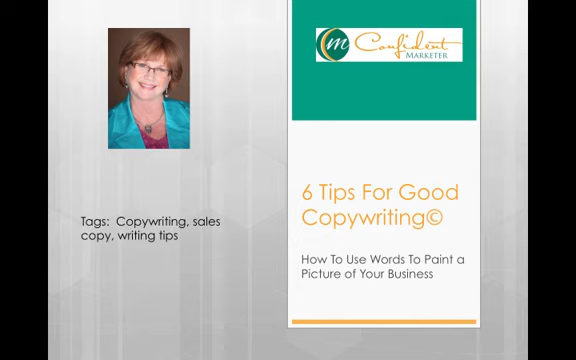 m Confident
MARKETER
6 Tips For Good
Copywriting©
How To Use Words To Paint a
Picture of Your Business
Tags:  Copywriting, sales
copy, writing tips